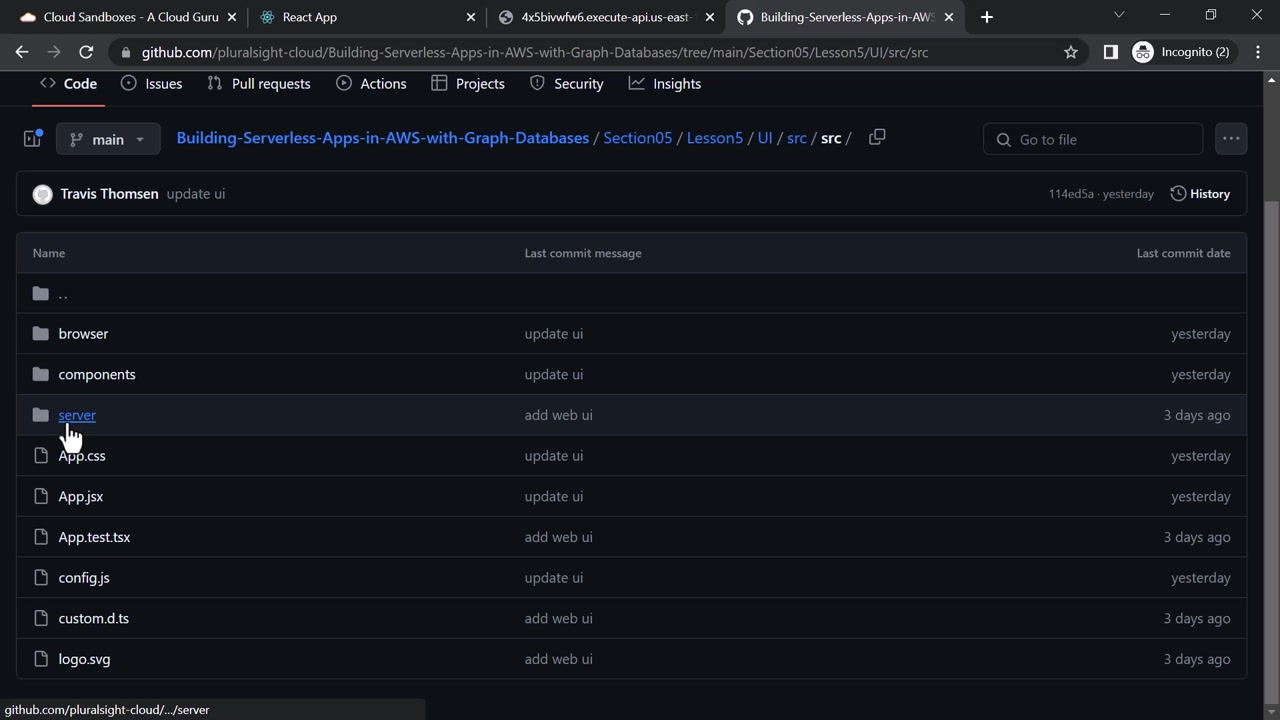 Cloud Sandboxes - A Cloud Guru
React App
4x5bivwfw6.execute-api.us-east-
Building-Serverless-Apps-in-AWS
github.com/pluralsight-cloud/Building-Serverless-Apps-in-AWS-with-Graph-Databases/tree/main/Section05/Lesson5/UI/src/src
Incognito (2)
Code
Issues
Pull requests
Actions
Projects
Security
Insights
main
Building-Serverless-Apps-in-AWS-with-Graph-Databases / Section05 / Lesson5 / UI / src / src /
Go to file
Travis Thomsen update ui
114ed5a · yesterday
History
Name Last commit message Last commit date
..
browser update ui yesterday
components update ui yesterday
server add web ui 3 days ago
App.css update ui yesterday
App.jsx update ui yesterday
App.test.tsx add web ui 3 days ago
config.js update ui yesterday
custom.d.ts add web ui 3 days ago
logo.svg add web ui 3 days ago
github.com/pluralsight-cloud/.../server